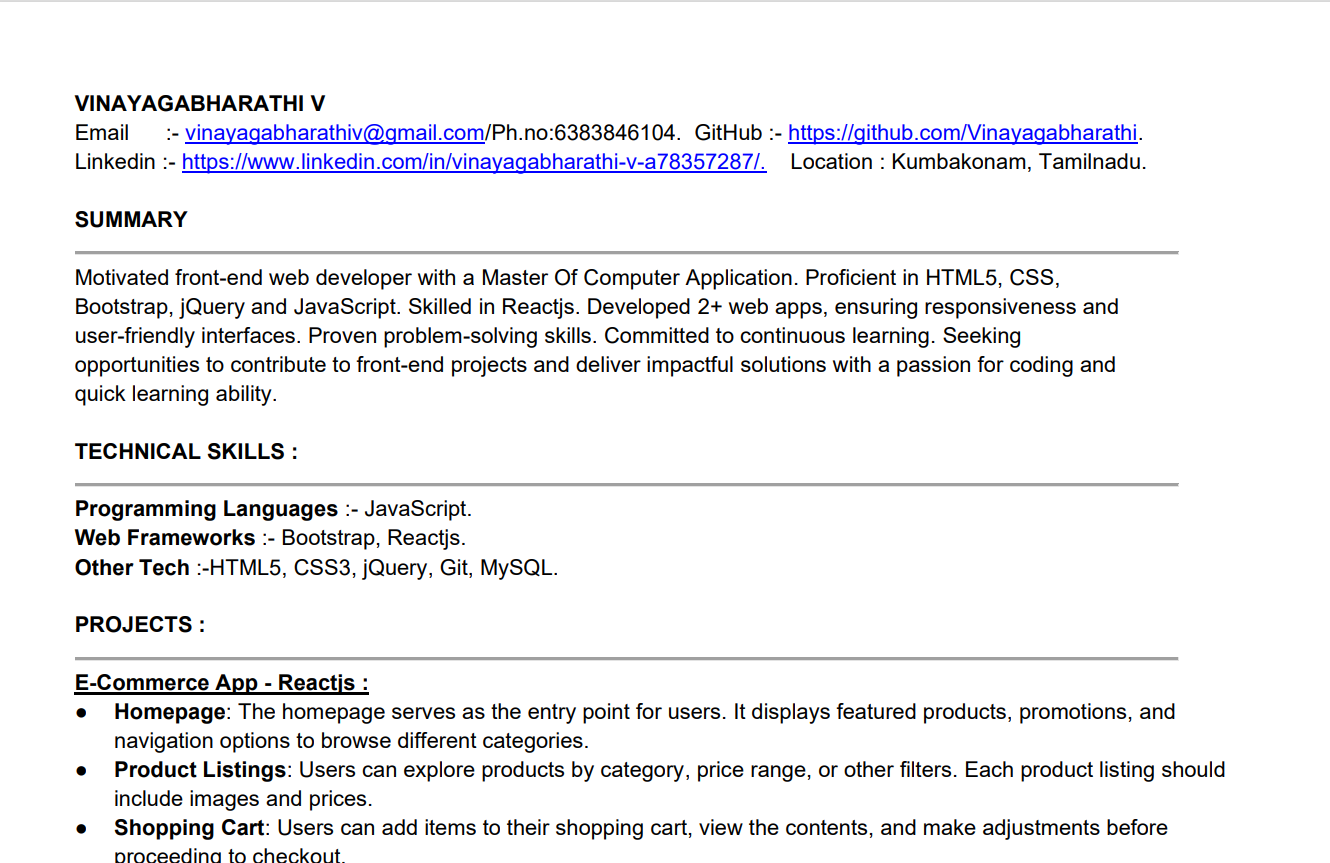 VINAYAGABHARATHI V
Email :- vinayagabharathiv@gmail.com/Ph.no:6383846104. GitHub :- https://github.com/Vinayagabharathi.
Linkedin :- https://www.linkedin.com/in/vinayagabharathi-v-a78357287/. Location : Kumbakonam, Tamilnadu.
SUMMARY
Motivated front-end web developer with a Master Of Computer Application. Proficient in HTML5, CSS,
Bootstrap, jQuery and JavaScript. Skilled in Reactjs. Developed 2+ web apps, ensuring responsiveness and
user-friendly interfaces. Proven problem-solving skills. Committed to continuous learning. Seeking
opportunities to contribute to front-end projects and deliver impactful solutions with a passion for coding and
quick learning ability.
TECHNICAL SKILLS :
Programming Languages :- JavaScript.
Web Frameworks :- Bootstrap, Reactjs.
Other Tech :-HTML5, CSS3, jQuery, Git, MySQL.
PROJECTS :
E-Commerce App - Reactjs :
● Homepage: The homepage serves as the entry point for users. It displays featured products, promotions, and
navigation options to browse different categories.
● Product Listings: Users can explore products by category, price range, or other filters. Each product listing should
include images and prices.
● Shopping Cart: Users can add items to their shopping cart, view the contents, and make adjustments before
proceeding to checkout.